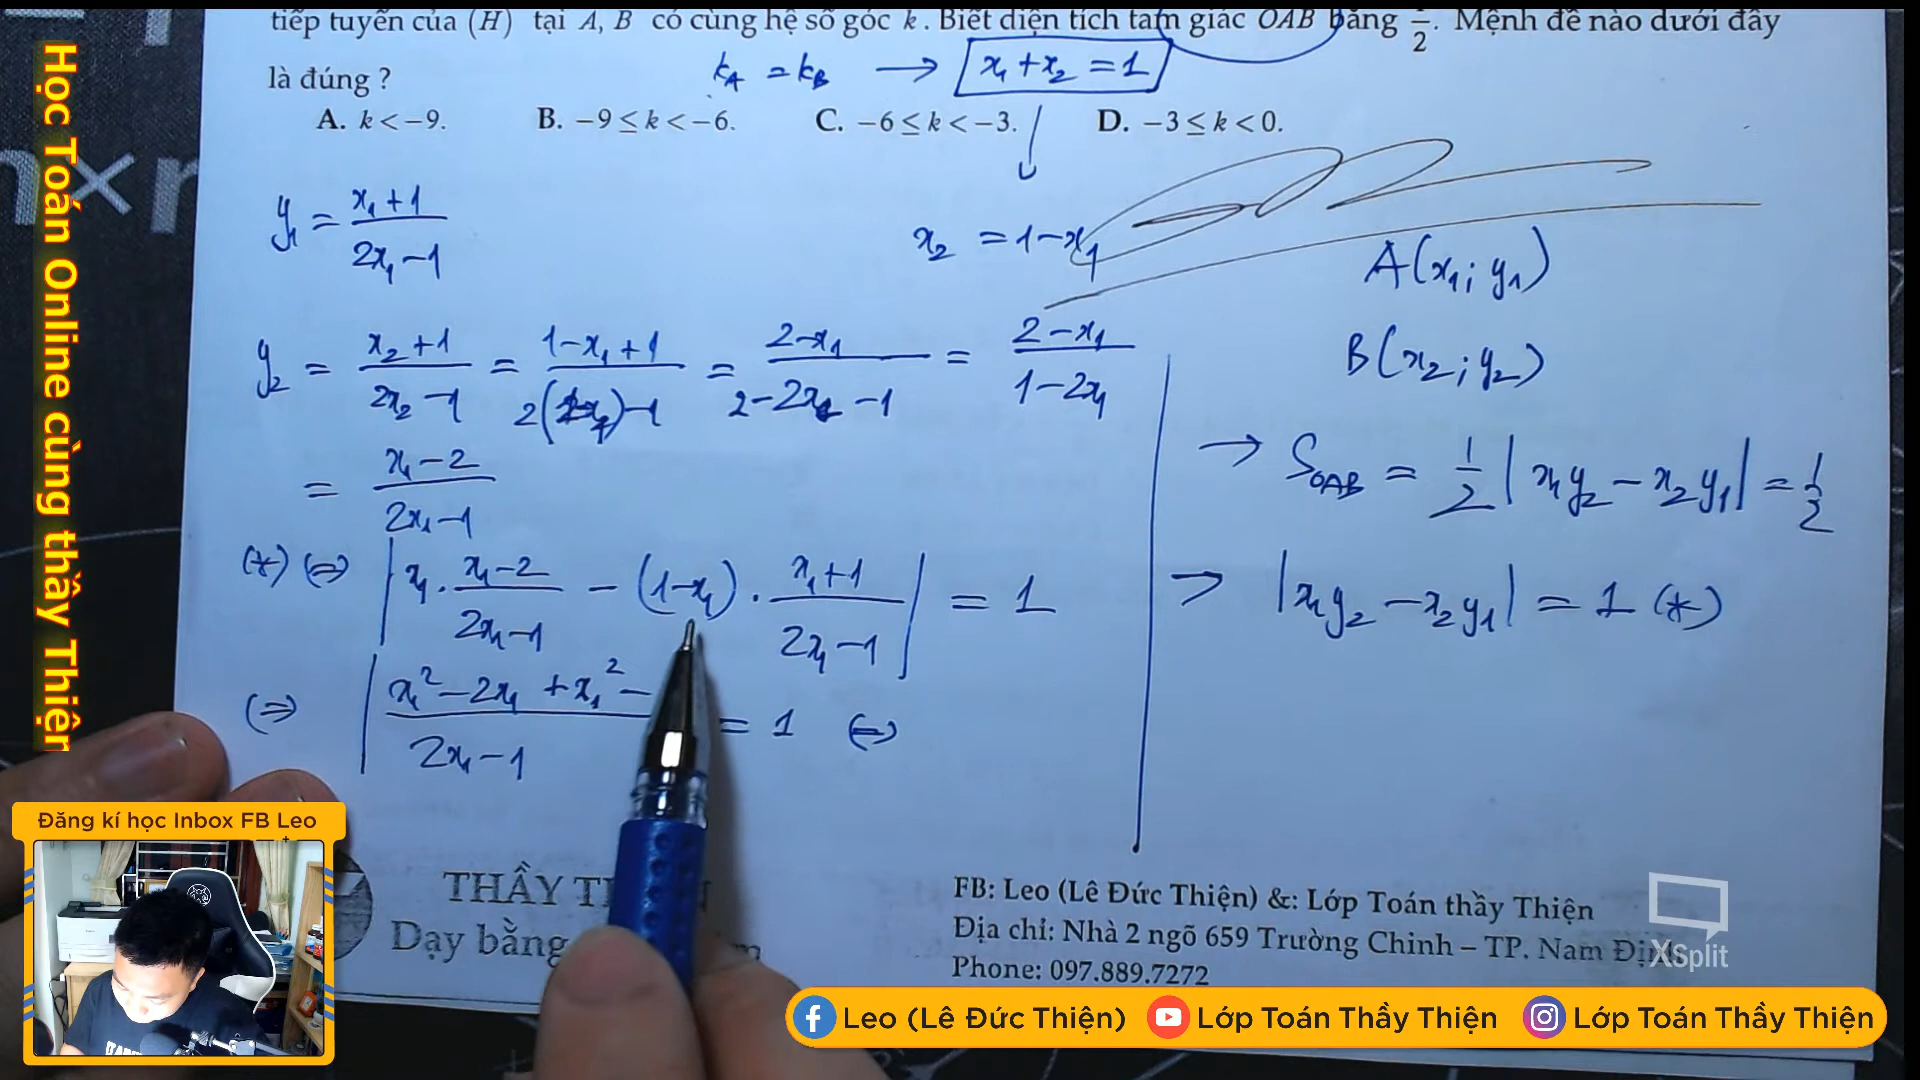 tiếp tuyến của (H) tại A, B có cùng hệ số góc k. Biết diện tích tam giác OAB bằng 1/2. Mệnh đề nào dưới đây
là đúng ?
k_A = k_B → x₁ + x₂ = 1
A. k < −9. B. −9 ≤ k < −6. C. −6 ≤ k < −3. D. −3 ≤ k < 0.
y₁ = (x₁ + 1)/(2x₁ − 1)
x₂ = 1 − x₁
A(x₁; y₁)
B(x₂; y₂)
y₂ = (x₂ + 1)/(2x₂ − 1) = (1 − x₁ + 1)/(2(1 − x₁) − 1) = (2 − x₁)/(2 − 2x₁ − 1) = (2 − x₁)/(1 − 2x₁)
= (x₁ − 2)/(2x₁ − 1)
→ S_OAB = 1/2 |x₁y₂ − x₂y₁| = 1/2
(*) ⇔ |x₁ · (x₁ − 2)/(2x₁ − 1) − (1 − x₁) · (x₁ + 1)/(2x₁ − 1)| = 1
→ |x₁y₂ − x₂y₁| = 1 (*)
⇔ |(x₁² − 2x₁ + x₁² −)/(2x₁ − 1) = 1 ⇔
Học Toán Online cùng thầy Thiện
Đăng kí học Inbox FB Leo
THẦY
Dạy bằng
FB: Leo (Lê Đức Thiện) &: Lớp Toán thầy Thiện
Địa chỉ: Nhà 2 ngõ 659 Trường Chinh – TP. Nam Định
Phone: 097.889.7272
XSplit
Leo (Lê Đức Thiện) Lớp Toán Thầy Thiện Lớp Toán Thầy Thiện